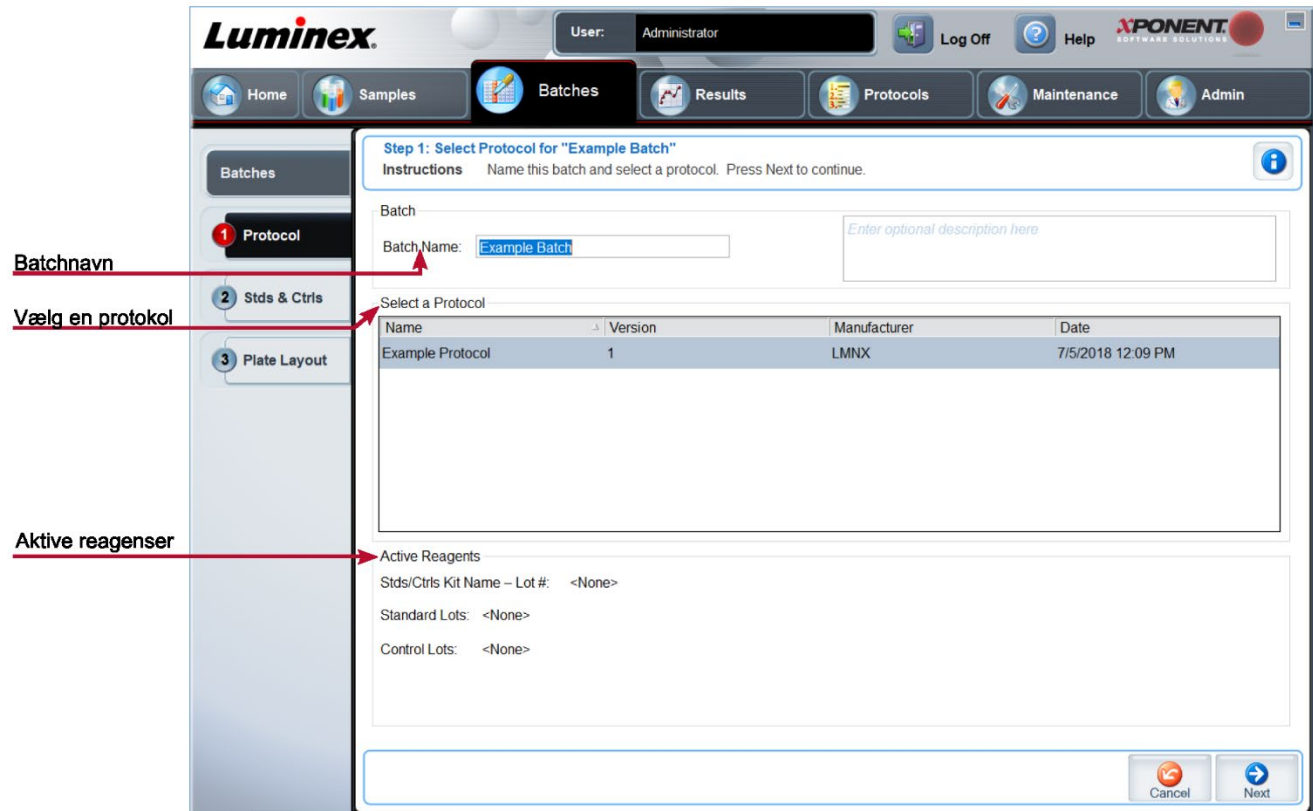 Luminex.
User: Administrator
Log Off
Help
XPONENT.
SOFTWARE SOLUTIONS
Home
Samples
Batches
Results
Protocols
Maintenance
Admin
Batches
1 Protocol
2 Stds & Ctrls
3 Plate Layout
Batchnavn
Vælg en protokol
Aktive reagenser
Step 1: Select Protocol for "Example Batch"
Instructions Name this batch and select a protocol. Press Next to continue.
Batch
Batch Name: Example Batch
Enter optional description here
Select a Protocol
Name Version Manufacturer Date
Example Protocol 1 LMNX 7/5/2018 12:09 PM
Active Reagents
Stds/Ctrls Kit Name – Lot #: <None>
Standard Lots: <None>
Control Lots: <None>
Cancel
Next